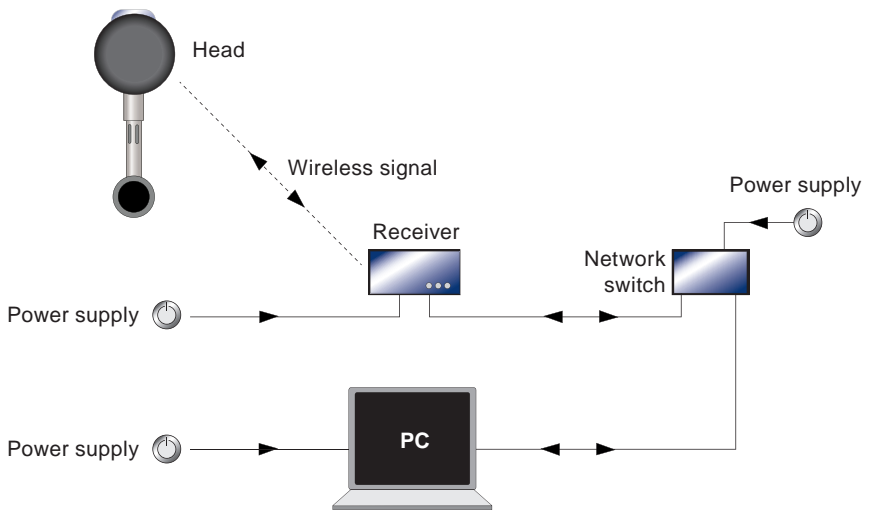 Head
Wireless signal
Power supply
Receiver
Network
switch
Power supply
PC
Power supply